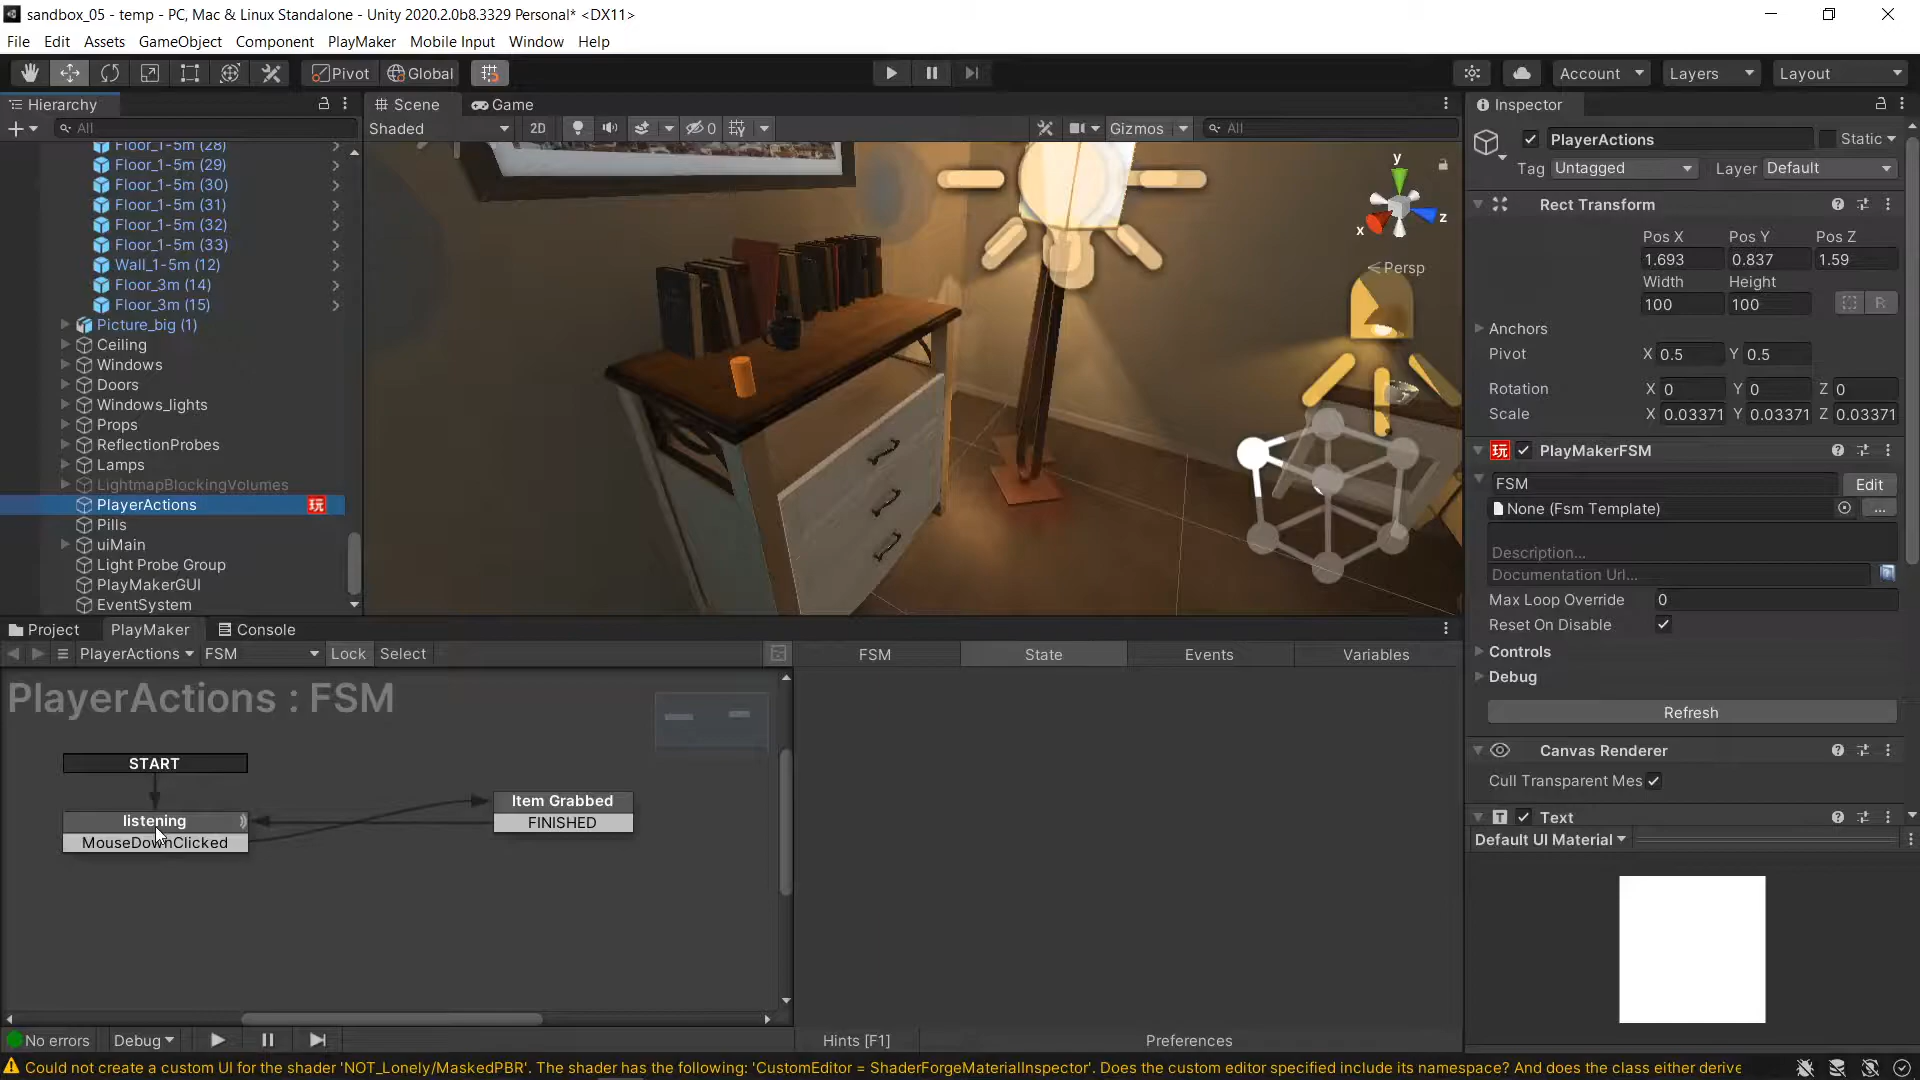 sandbox_05 - temp - PC, Mac & Linux Standalone - Unity 2020.2.0b8.3329 Personal* <DX11>
File Edit Assets GameObject Component PlayMaker Mobile Input Window Help
Pivot Global Account Layers Layout
Hierarchy
All
Floor_1-5m (28)
Floor_1-5m (29)
Floor_1-5m (30)
Floor_1-5m (31)
Floor_1-5m (32)
Floor_1-5m (33)
Wall_1-5m (12)
Floor_3m (14)
Floor_3m (15)
Picture_big (1)
Ceiling
Windows
Doors
Windows_lights
Props
ReflectionProbes
Lamps
LightmapBlockingVolumes
PlayerActions 玩
Pills
uiMain
Light Probe Group
PlayMakerGUI
EventSystem
Scene Game
Shaded 2D 0 Gizmos All
y
z
x
Persp
Inspector
PlayerActions Static
Tag Untagged Layer Default
Rect Transform
Pos X Pos Y Pos Z
1.693 0.837 1.59
Width Height
100 100 R
Anchors
Pivot X 0.5 Y 0.5
Rotation X 0 Y 0 Z 0
Scale X 0.03371 Y 0.03371 Z 0.03371
玩 PlayMakerFSM
FSM Edit
None (Fsm Template) ...
Description...
Documentation Url...
Max Loop Override 0
Reset On Disable
Controls
Debug
Refresh
Canvas Renderer
Cull Transparent Mes
T Text
Default UI Material
Project PlayMaker Console
PlayerActions FSM Lock Select
FSM State Events Variables
PlayerActions : FSM
START
listening
MouseDownClicked
Item Grabbed
FINISHED
No errors Debug
Hints [F1] Preferences
Could not create a custom UI for the shader 'NOT_Lonely/MaskedPBR'. The shader has the following: 'CustomEditor = ShaderForgeMaterialInspector'. Does the custom editor specified include its namespace? And does the class either derive